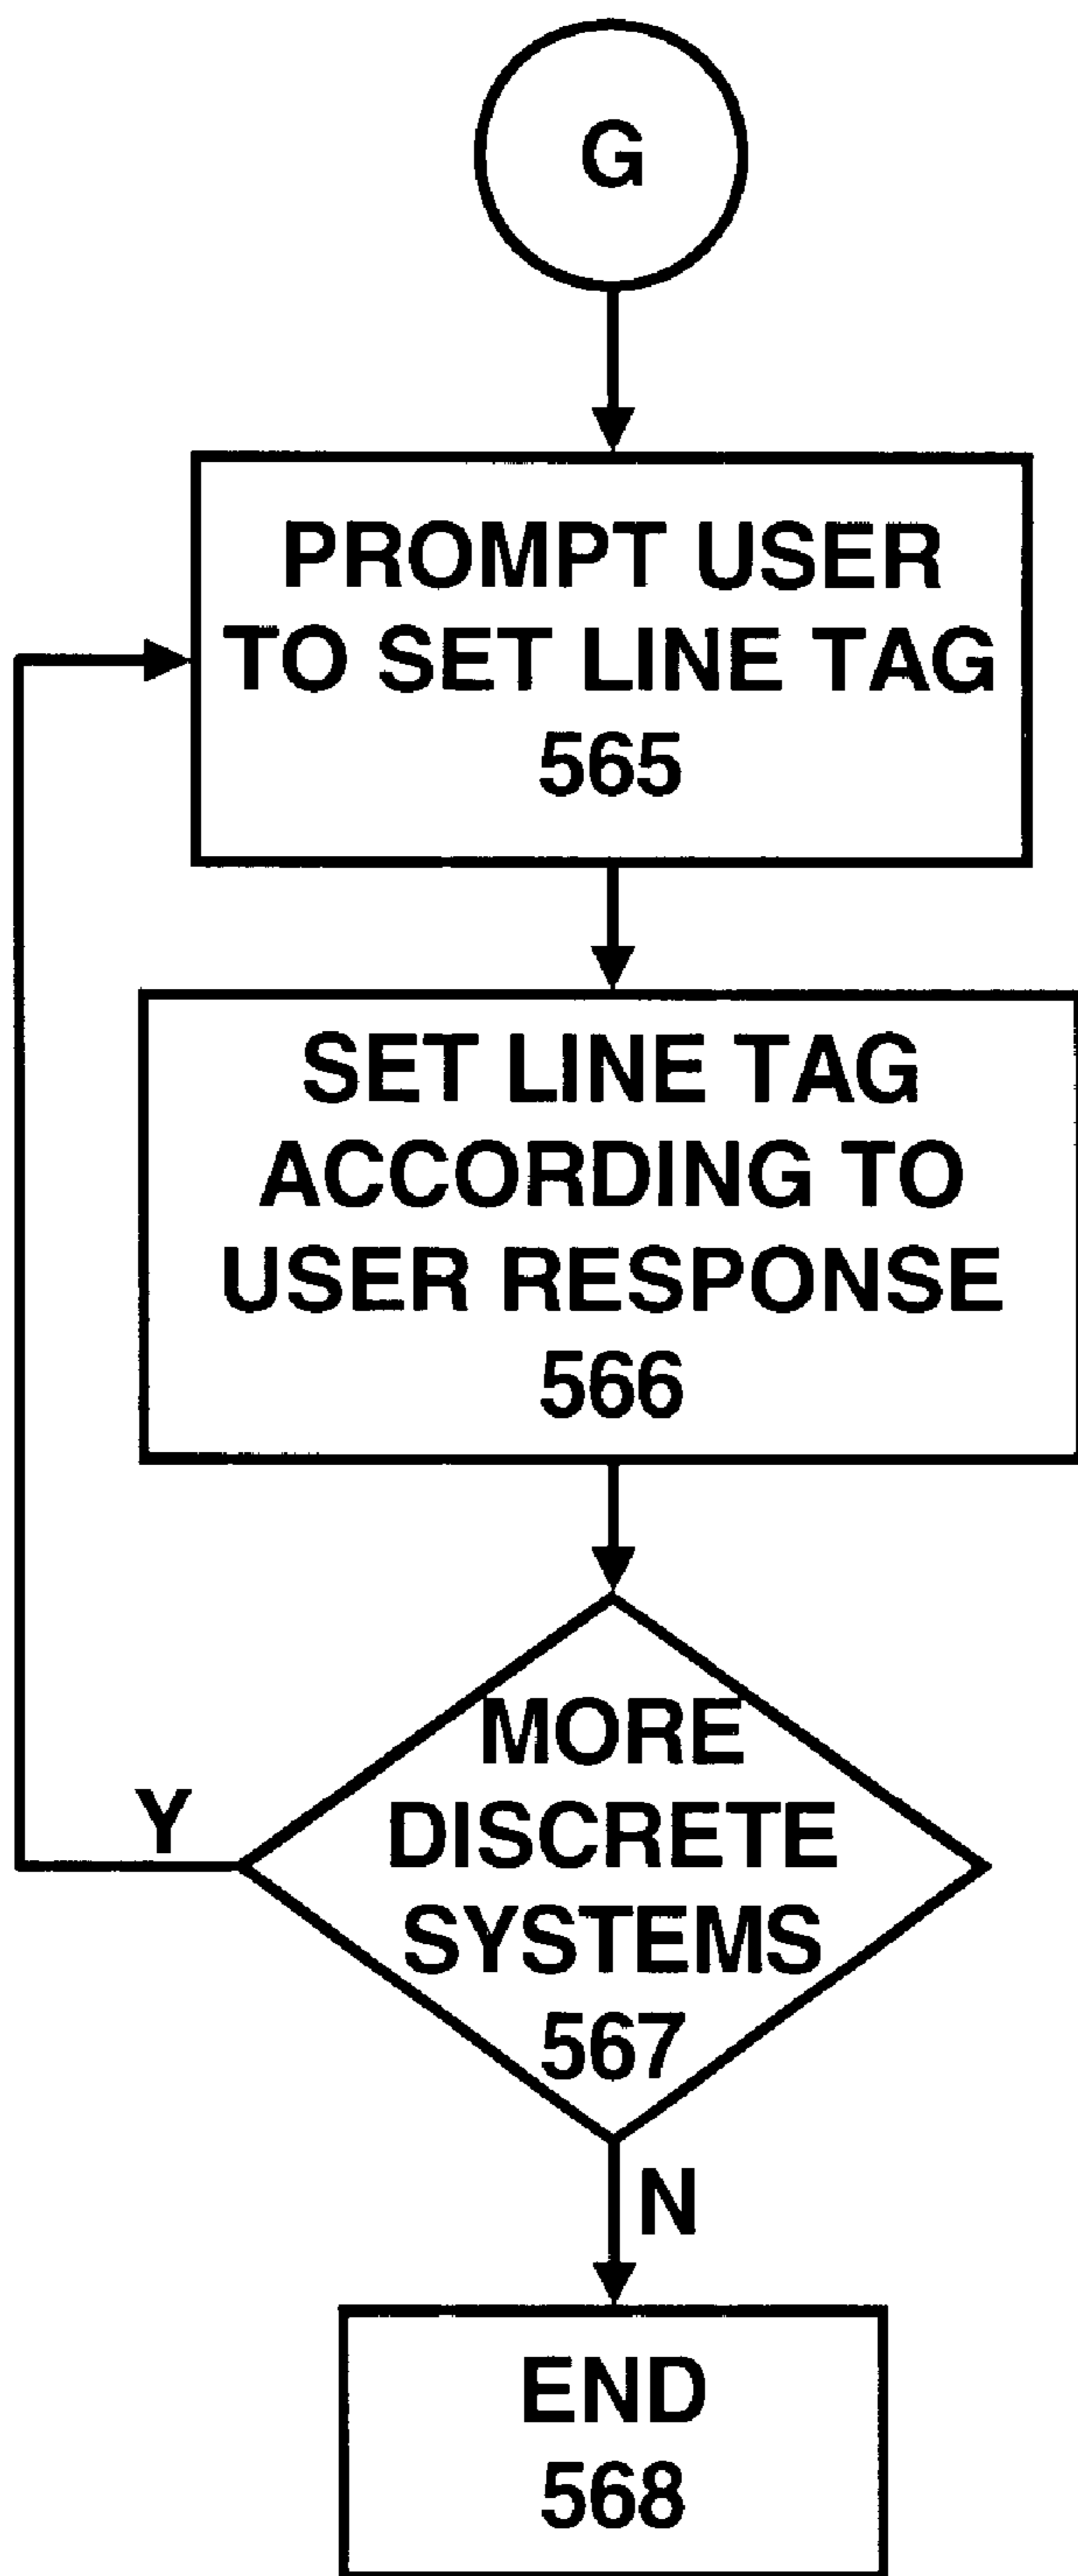 G
PROMPT USER
TO SET LINE TAG
565
SET LINE TAG
ACCORDING TO
USER RESPONSE
566
MORE
DISCRETE
SYSTEMS
567
Y
N
END
568